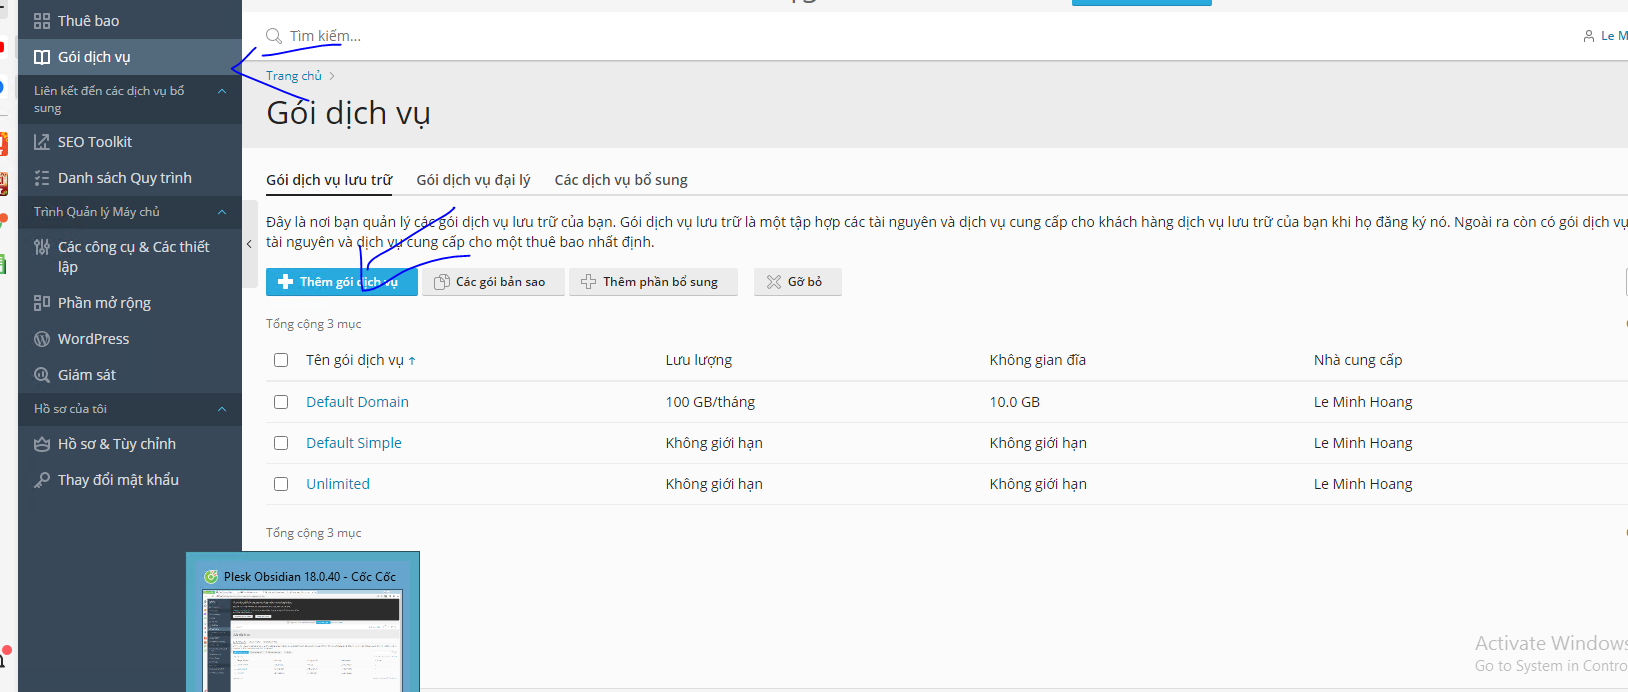 Thuê bao
Gói dịch vụ
Liên kết đến các dịch vụ bổ
sung
SEO Toolkit
Danh sách Quy trình
Trình Quản lý Máy chủ
Các công cụ & Các thiết
lập
Phần mở rộng
WordPress
Giám sát
Hồ sơ của tôi
Hồ sơ & Tùy chỉnh
Thay đổi mật khẩu
Tìm kiếm...
Le M
Trang chủ
Gói dịch vụ
Gói dịch vụ lưu trữ Gói dịch vụ đại lý Các dịch vụ bổ sung
Đây là nơi bạn quản lý các gói dịch vụ lưu trữ của bạn. Gói dịch vụ lưu trữ là một tập hợp các tài nguyên và dịch vụ cung cấp cho khách hàng dịch vụ lưu trữ của bạn khi họ đăng ký nó. Ngoài ra còn có gói dịch vụ
tài nguyên và dịch vụ cung cấp cho một thuê bao nhất định.
Thêm gói dịch vụ Các gói bản sao Thêm phần bổ sung Gỡ bỏ
Tổng cộng 3 mục
Tên gói dịch vụ ↑ Lưu lượng Không gian đĩa Nhà cung cấp
Default Domain 100 GB/tháng 10.0 GB Le Minh Hoang
Default Simple Không giới hạn Không giới hạn Le Minh Hoang
Unlimited Không giới hạn Không giới hạn Le Minh Hoang
Tổng cộng 3 mục
Plesk Obsidian 18.0.40 - Cốc Cốc
Activate Windows
Go to System in Contro